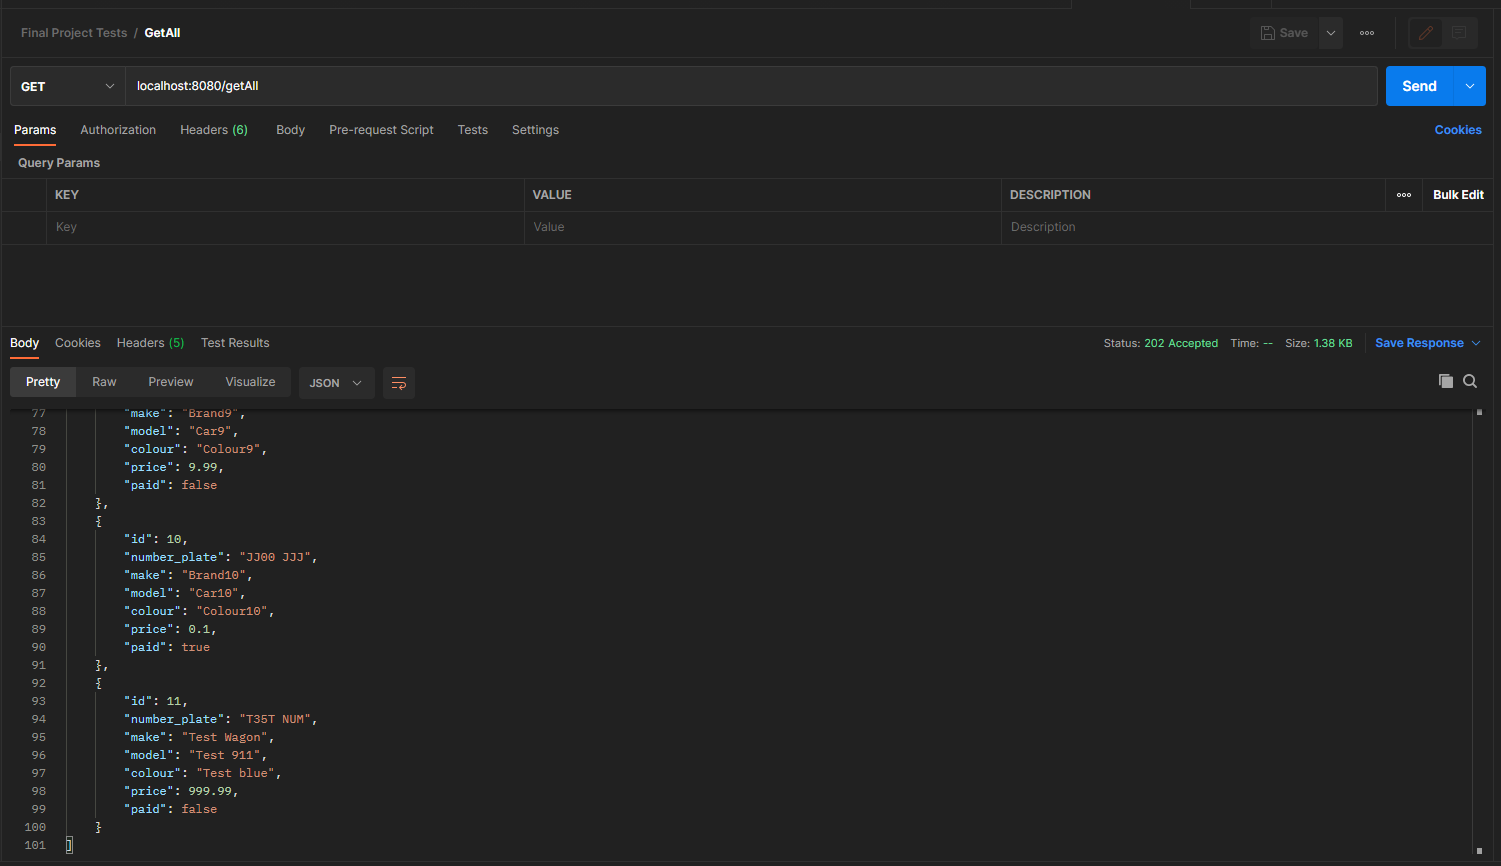 Final Project Tests / GetAll
Save
GET localhost:8080/getAll Send
Params Authorization Headers (6) Body Pre-request Script Tests Settings Cookies
Query Params
KEY VALUE DESCRIPTION Bulk Edit
Key Value Description
Body Cookies Headers (5) Test Results Status: 202 Accepted Time: -- Size: 1.38 KB Save Response
Pretty Raw Preview Visualize JSON
77 "make": "Brand9",
78 "model": "Car9",
79 "colour": "Colour9",
80 "price": 9.99,
81 "paid": false
82 },
83 {
84 "id": 10,
85 "number_plate": "JJ00 JJJ",
86 "make": "Brand10",
87 "model": "Car10",
88 "colour": "Colour10",
89 "price": 0.1,
90 "paid": true
91 },
92 {
93 "id": 11,
94 "number_plate": "T35T NUM",
95 "make": "Test Wagon",
96 "model": "Test 911",
97 "colour": "Test blue",
98 "price": 999.99,
99 "paid": false
100 }
101 ]